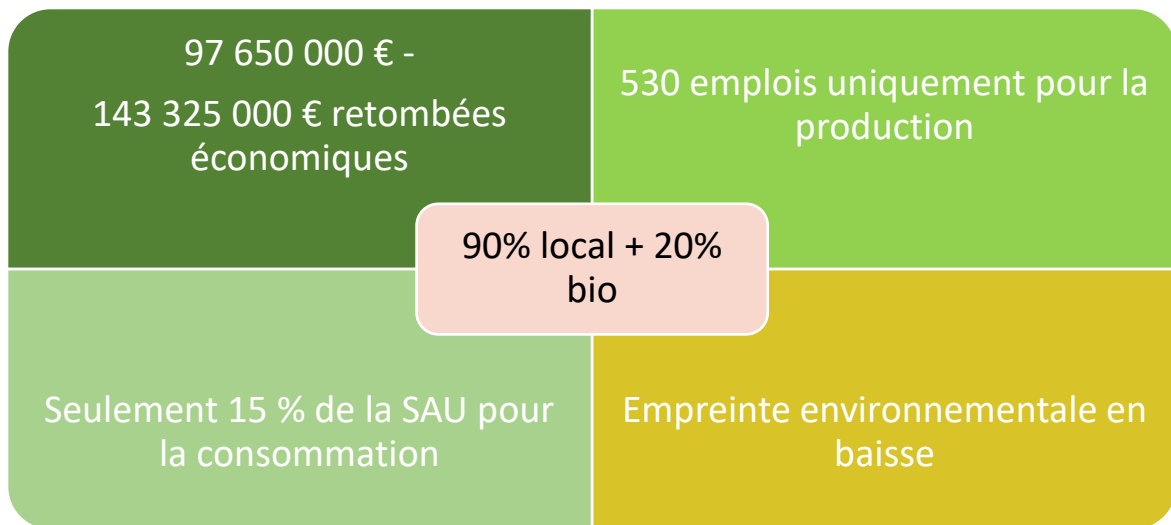 97 650 000 € -
143 325 000 € retombées
économiques
530 emplois uniquement pour la
production
90% local + 20%
bio
Seulement 15 % de la SAU pour
la consommation
Empreinte environnementale en
baisse